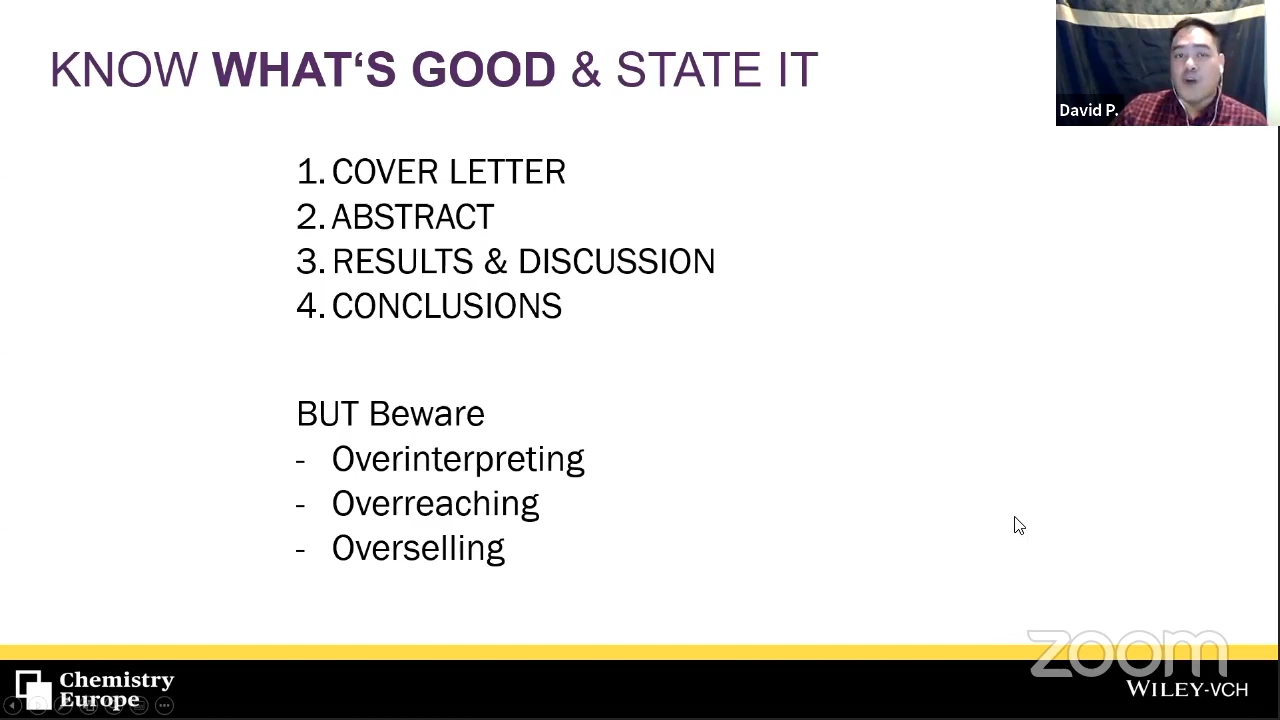 KNOW WHAT‘S GOOD & STATE IT
David P.
1. COVER LETTER
2. ABSTRACT
3. RESULTS & DISCUSSION
4. CONCLUSIONS
BUT Beware
- Overinterpreting
- Overreaching
- Overselling
zoom
Chemistry
Europe
WILEY-VCH